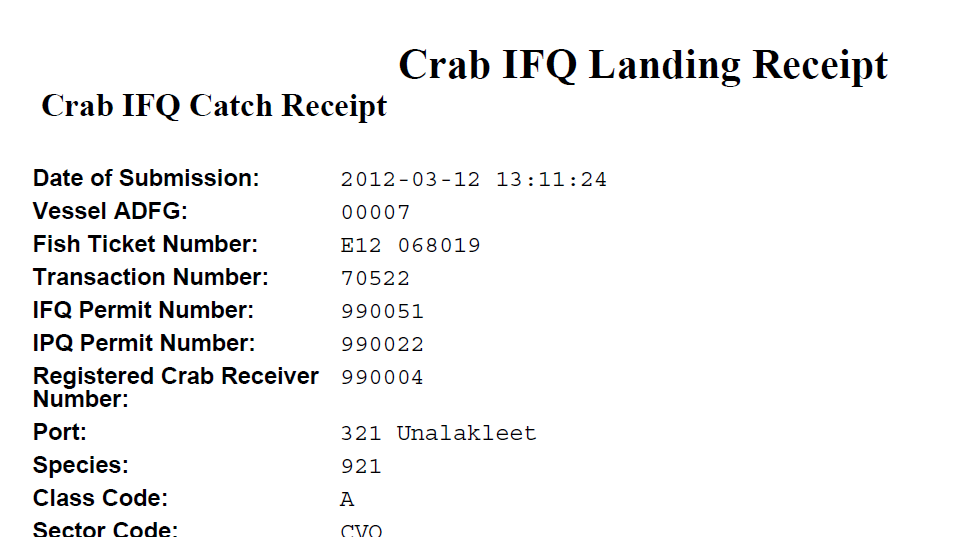 Crab IFQ Landing Receipt
Crab IFQ Catch Receipt
Date of Submission: 2012-03-12 13:11:24
Vessel ADFG: 00007
Fish Ticket Number: E12 068019
Transaction Number: 70522
IFQ Permit Number: 990051
IPQ Permit Number: 990022
Registered Crab Receiver 990004
Number:
Port: 321 Unalakleet
Species: 921
Class Code: A
Sector Code: CVO